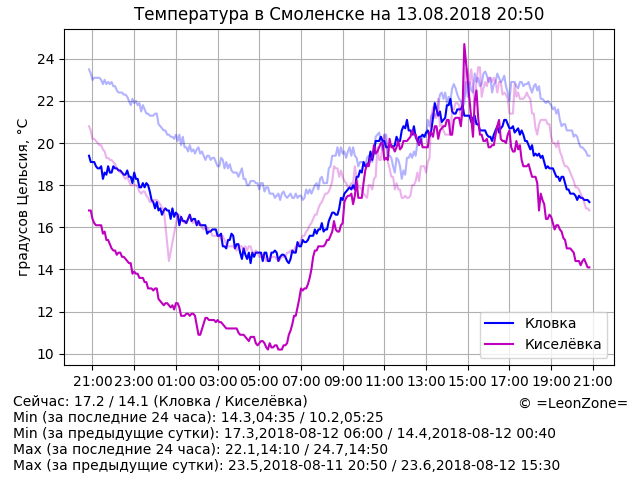 Температура в Смоленске на 13.08.2018 20:50
градусов Цельсия, °C
24
22
20
18
16
14
12
10
Кловка
Киселёвка
21:00 23:00 01:00 03:00 05:00 07:00 09:00 11:00 13:00 15:00 17:00 19:00 21:00
Сейчас: 17.2 / 14.1 (Кловка / Киселёвка)
© =LeonZone=
Min (за последние 24 часа): 14.3,04:35 / 10.2,05:25
Min (за предыдущие сутки): 17.3,2018-08-12 06:00 / 14.4,2018-08-12 00:40
Max (за последние 24 часа): 22.1,14:10 / 24.7,14:50
Max (за предыдущие сутки): 23.5,2018-08-11 20:50 / 23.6,2018-08-12 15:30